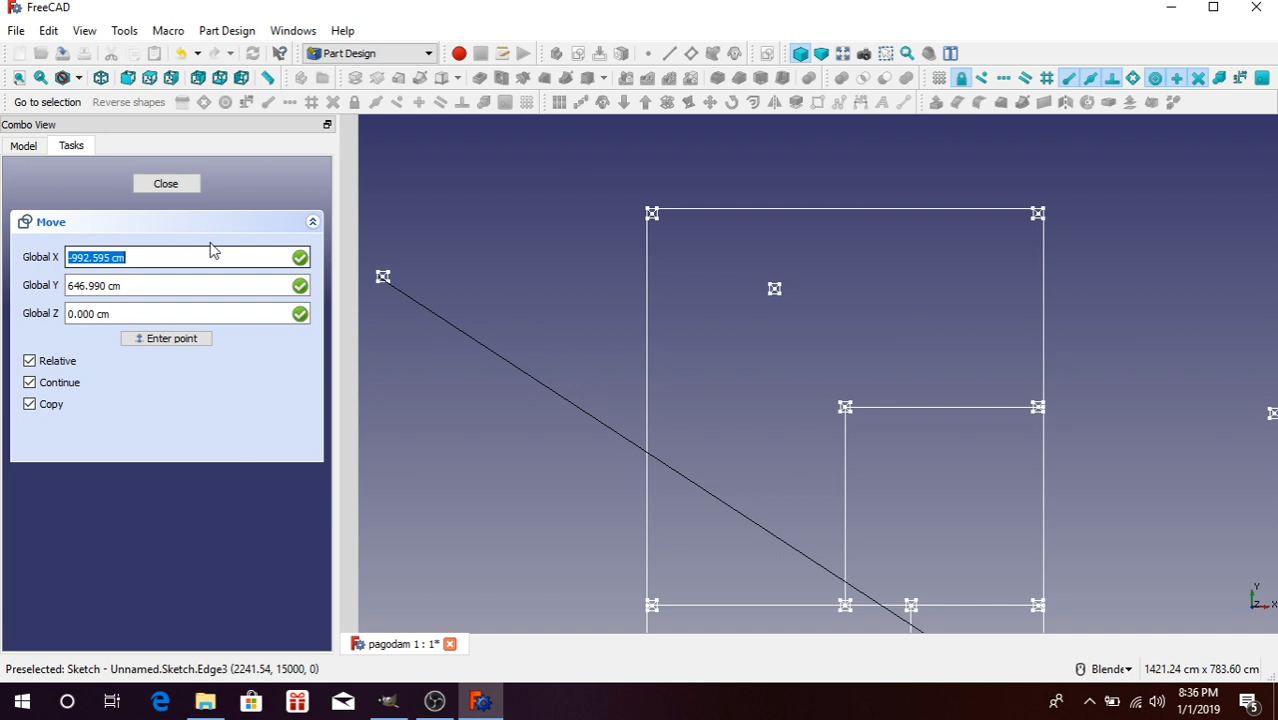 FreeCAD
File Edit View Tools Macro Part Design Windows Help
Part Design
Go to selection Reverse shapes
Combo View
Model Tasks
Close
Move
Global X -992.595 cm
Global Y 646.990 cm
Global Z 0.000 cm
Enter point
Relative
Continue
Copy
Y
Z X
pagodam 1 : 1*
Preselected: Sketch - Unnamed.Sketch.Edge3 (2241.54, 15000, 0) Blende 1421.24 cm x 783.60 cm
8:36 PM
1/1/2019
5